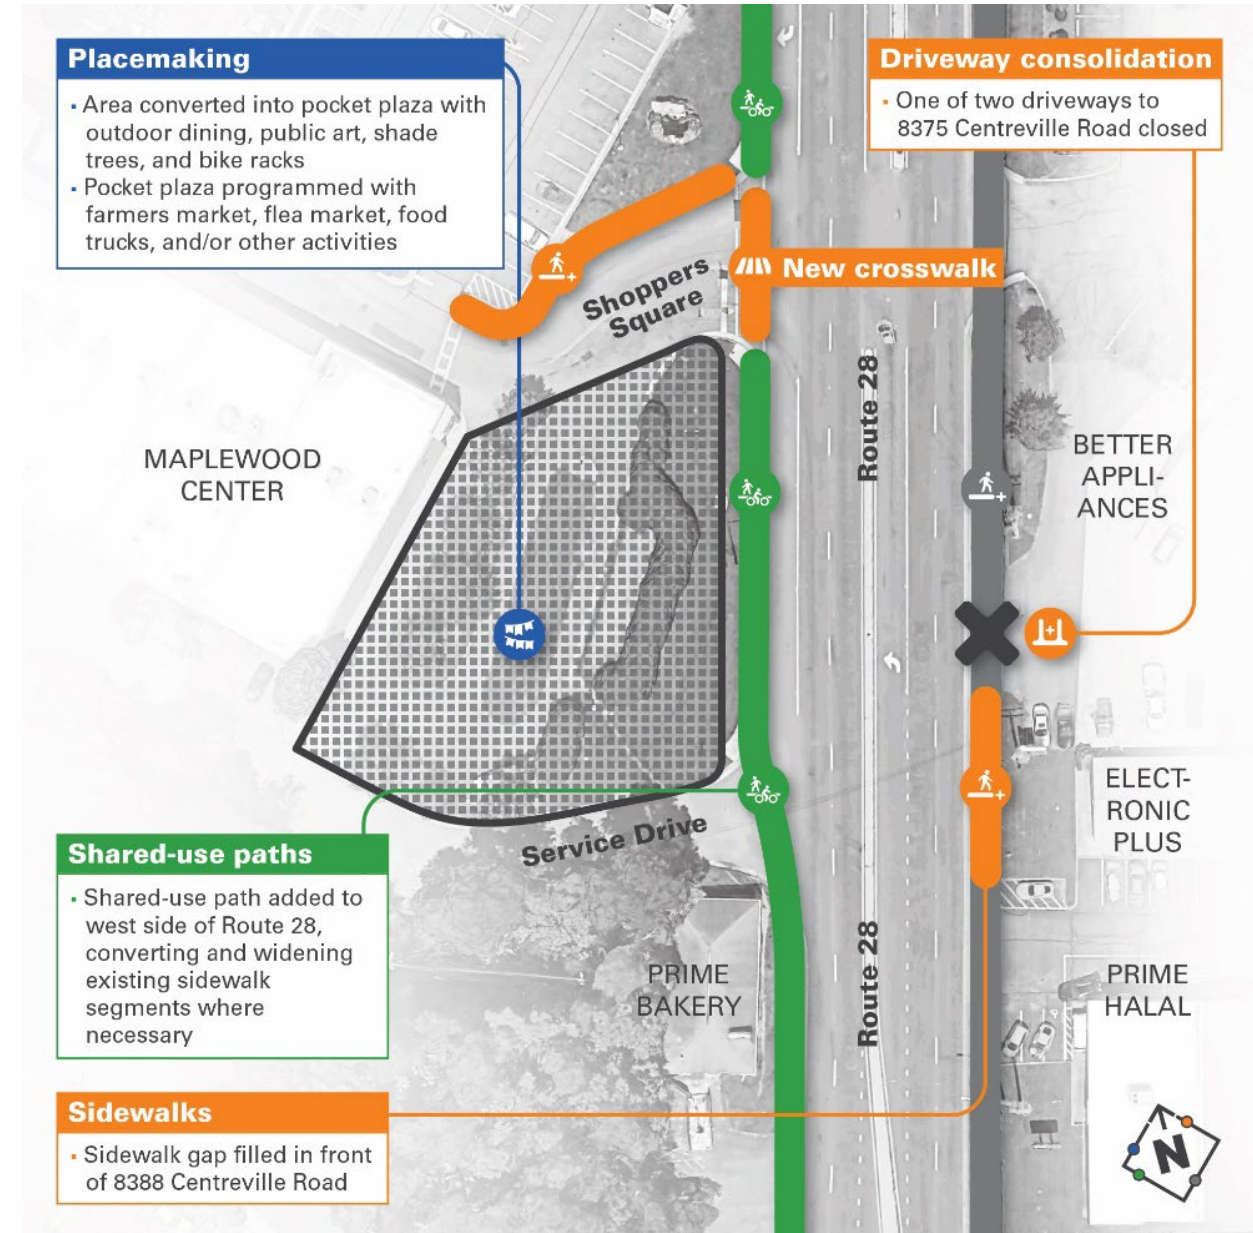 Placemaking
▪ Area converted into pocket plaza with
outdoor dining, public art, shade
trees, and bike racks
▪ Pocket plaza programmed with
farmers market, flea market, food
trucks, and/or other activities
Driveway consolidation
▪ One of two driveways to
8375 Centreville Road closed
New crosswalk
Shoppers
Square
Route 28
MAPLEWOOD
CENTER
BETTER
APPLI-
ANCES
ELECT-
RONIC
PLUS
Service Drive
Shared-use paths
▪ Shared-use path added to
west side of Route 28,
converting and widening
existing sidewalk
segments where
necessary
PRIME
BAKERY
Route 28
PRIME
HALAL
Sidewalks
▪ Sidewalk gap filled in front
of 8388 Centreville Road
N